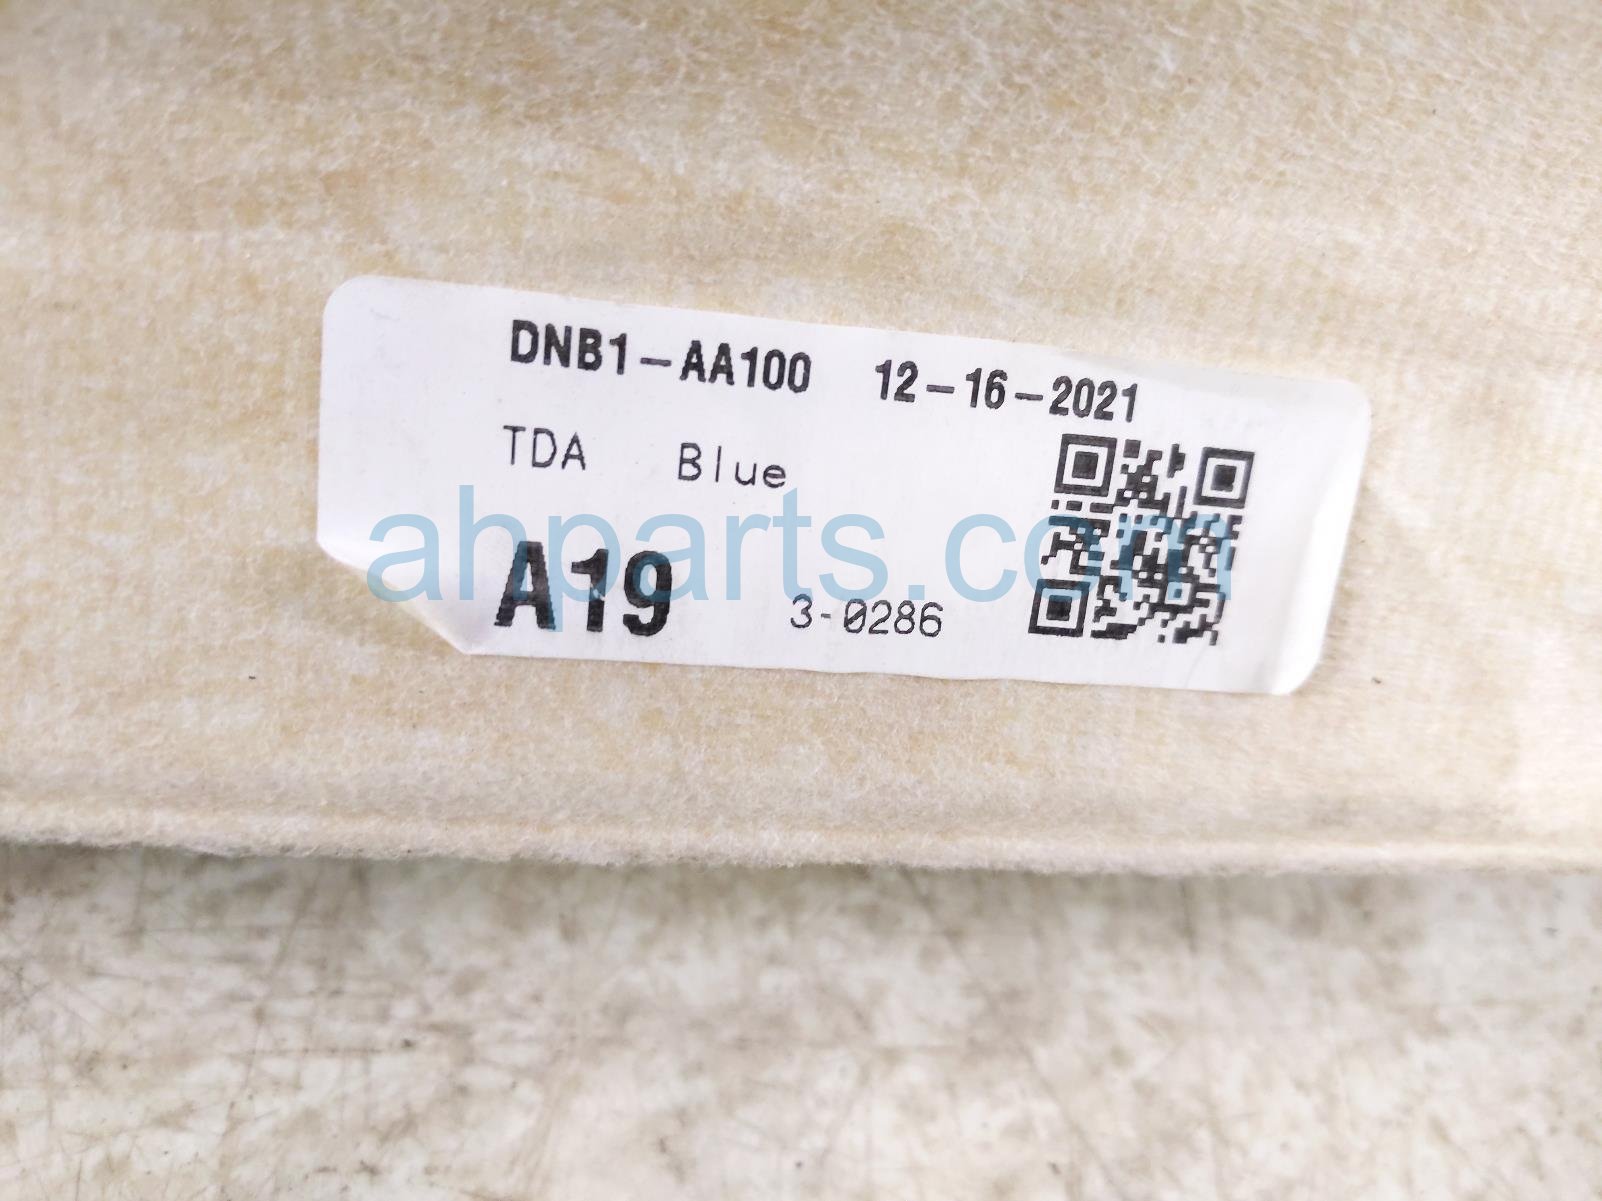 DNB1-AA100 12-16-2021
TDA Blue
ahparts.com
A19 3-0286